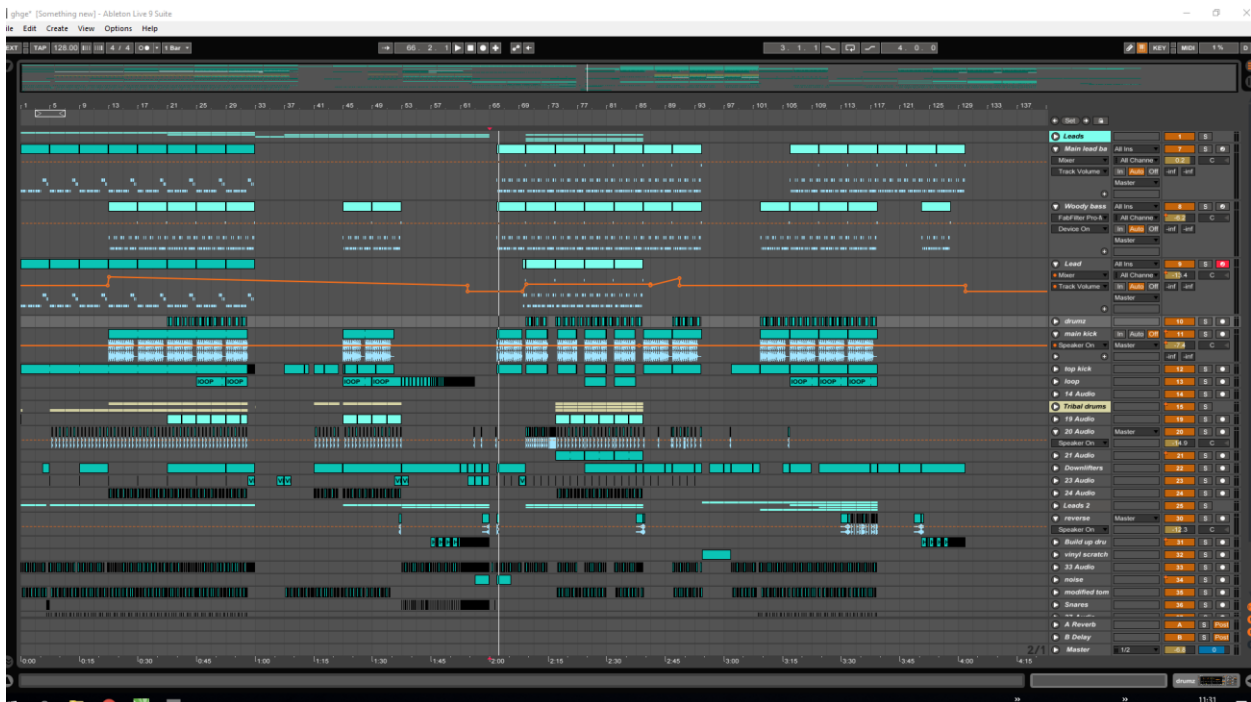 ghge* [Something new] - Ableton Live 9 Suite
ile Edit Create View Options Help
EXT TAP 128.00 4 / 4 1 Bar 66. 2. 1 3. 1. 1 4. 0. 0 KEY MIDI 1% D
1 5 9 13 17 21 25 29 33 37 41 45 49 53 57 61 65 69 73 77 81 85 89 93 97 101 105 109 113 117 121 125 129 133 137
Set
Leads 1 S
Main lead ba All Ins 7 S
Mixer All Channe 0.2 C
Track Volume In Auto Off -inf -inf
Master
Woody bass All Ins 8 S
FabFilter Pro- All Channe C
Device On In Auto Off -inf -inf
Master
Lead All Ins 9 S
Mixer All Channe C
Track Volume In Auto Off -inf -inf
Master
drumz 10 S
main kick In Auto Off 11 S
Speaker On Master -7.4 C
-inf -inf
top kick 12 S
LOOP LOOP LOOP LOOP LOOP LOOP LOOP loop 13 S
14 Audio 14 S
Tribal drums 15 S
19 Audio 19 S
20 Audio Master 20 S
Speaker On C
21 Audio 21 S
Downlifters 22 S
23 Audio 23 S
24 Audio 24 S
Leads 2 25 S
reverse Master 30 S
Speaker On C
Build up dru 31 S
vinyl scratch 32 S
33 Audio 33 S
noise 34 S
modified tom 35 S
Snares 36 S
A Reverb A S Post
B Delay B S Post
2/1 Master 1/2
0:00 0:15 0:30 0:45 1:00 1:15 1:30 1:45 2:00 2:15 2:30 2:45 3:00 3:15 3:30 3:45 4:00 4:15
drumz
11:31